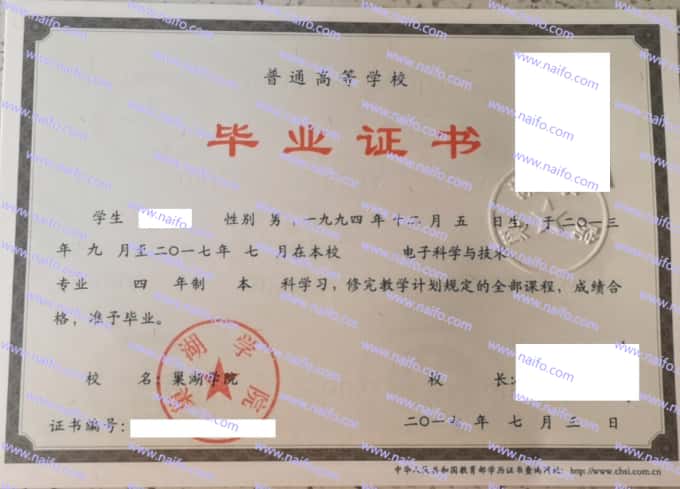 普通高等学校
毕业证书
学生 性别 男，一九九四年十二月五日生，于二〇一三
年九月至二〇一七年七月在本校 电子科学与技术
专业 四年制 本科学习，修完教学计划规定的全部课程，成绩合
格，准予毕业。
校 名：巢湖学院 校 长：
巢湖学院
证书编号： 二〇一七年七月三日
中华人民共和国教育部学历证书查询网址：http://www.chsi.com.cn
www.naifo.com